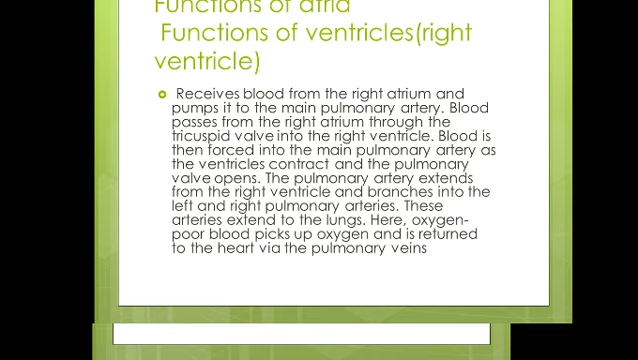 Functions of atria
Functions of ventricles(right
ventricle)
Receives blood from the right atrium and
pumps it to the main pulmonary artery. Blood
passes from the right atrium through the
tricuspid valve into the right ventricle. Blood is
then forced into the main pulmonary artery as
the ventricles contract and the pulmonary
valve opens. The pulmonary artery extends
from the right ventricle and branches into the
left and right pulmonary arteries. These
arteries extend to the lungs. Here, oxygen-
poor blood picks up oxygen and is returned
to the heart via the pulmonary veins